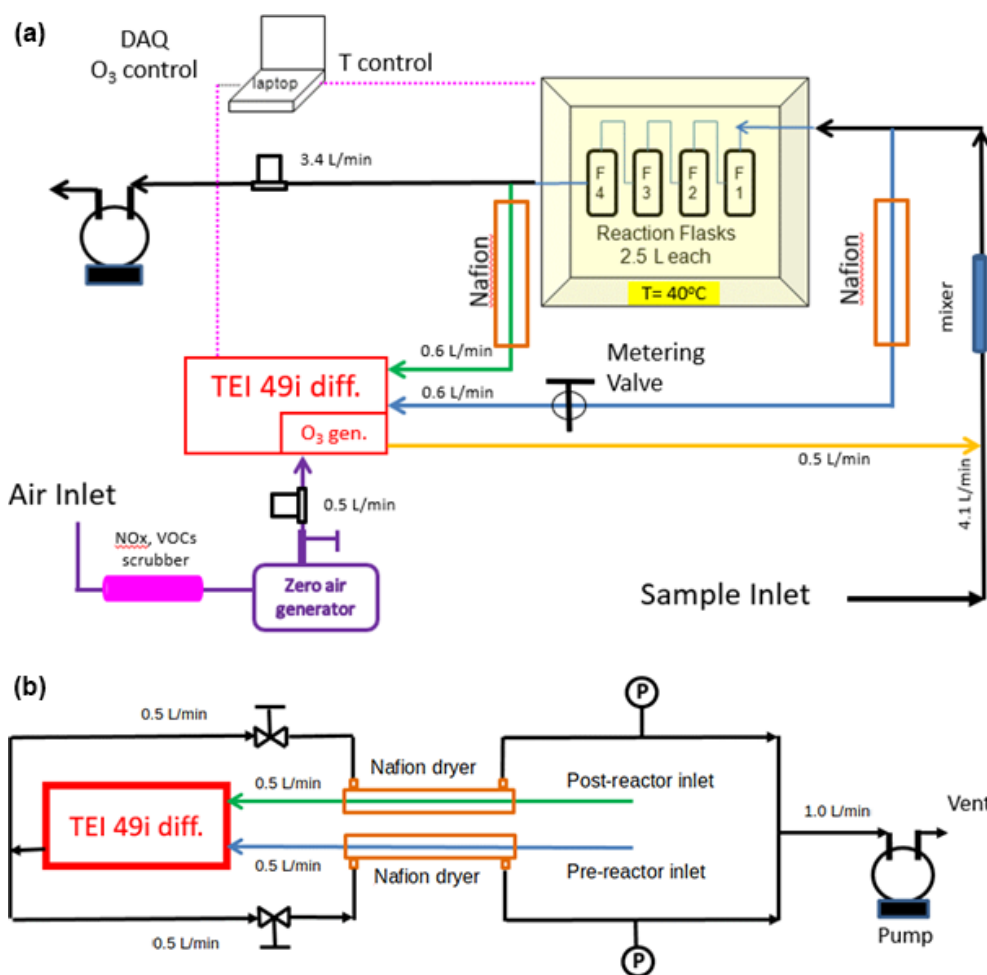 (a)
DAQ
O₃ control
T control
laptop
3.4 L/min
F
4
F
3
F
2
F
1
Reaction Flasks
2.5 L each
T= 40⁰C
Nafion
Nafion
mixer
0.6 L/min
Metering
Valve
TEI 49i diff.
0.6 L/min
O₃ gen.
0.5 L/min
4.1 L/min
Air Inlet
0.5 L/min
NOx, VOCs
scrubber
Zero air
generator
Sample Inlet
(b)
P
0.5 L/min
Nafion dryer
0.5 L/min
Post-reactor inlet
TEI 49i diff.
1.0 L/min
Vent
0.5 L/min
Nafion dryer
Pre-reactor inlet
0.5 L/min
P
Pump